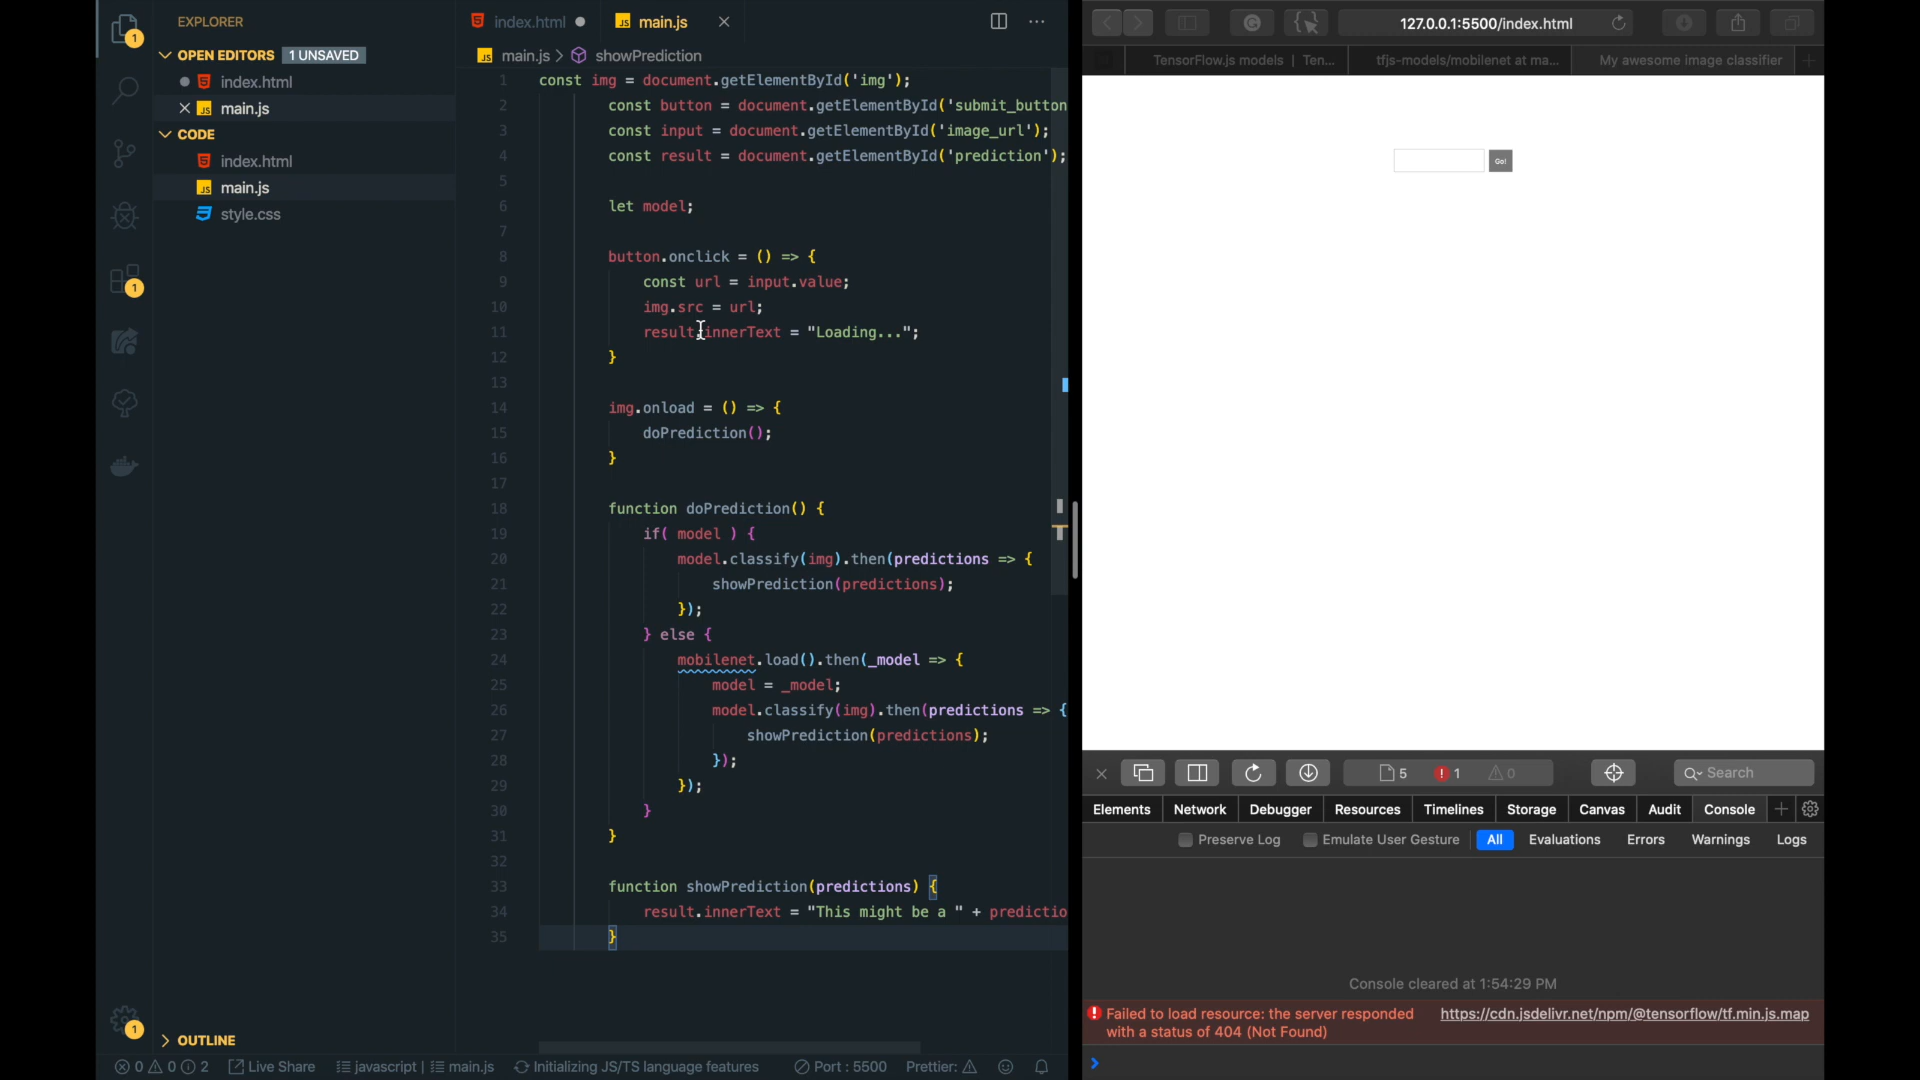 EXPLORER
OPEN EDITORS 1 UNSAVED
index.html
main.js
CODE
index.html
main.js
style.css
OUTLINE
1
1
1
index.html
main.js
main.js > showPrediction
1 const img = document.getElementById('img');
2 const button = document.getElementById('submit_button
3 const input = document.getElementById('image_url');
4 const result = document.getElementById('prediction');
5
6 let model;
7
8 button.onclick = () => {
9 const url = input.value;
10 img.src = url;
11 result.innerText = "Loading...";
12 }
13
14 img.onload = () => {
15 doPrediction();
16 }
17
18 function doPrediction() {
19 if( model ) {
20 model.classify(img).then(predictions => {
21 showPrediction(predictions);
22 });
23 } else {
24 mobilenet.load().then(_model => {
25 model = _model;
26 model.classify(img).then(predictions => {
27 showPrediction(predictions);
28 });
29 });
30 }
31 }
32
33 function showPrediction(predictions) {
34 result.innerText = "This might be a " + predictio
35 }
0 0 2 Live Share javascript | main.js Initializing JS/TS language features Port : 5500 Prettier:
127.0.0.1:5500/index.html
TensorFlow.js models | Ten... tfjs-models/mobilenet at ma... My awesome image classifier
Go!
5 1 0 Search
Elements Network Debugger Resources Timelines Storage Canvas Audit Console
Preserve Log Emulate User Gesture All Evaluations Errors Warnings Logs
Console cleared at 1:54:29 PM
Failed to load resource: the server responded https://cdn.jsdelivr.net/npm/@tensorflow/tf.min.js.map
with a status of 404 (Not Found)